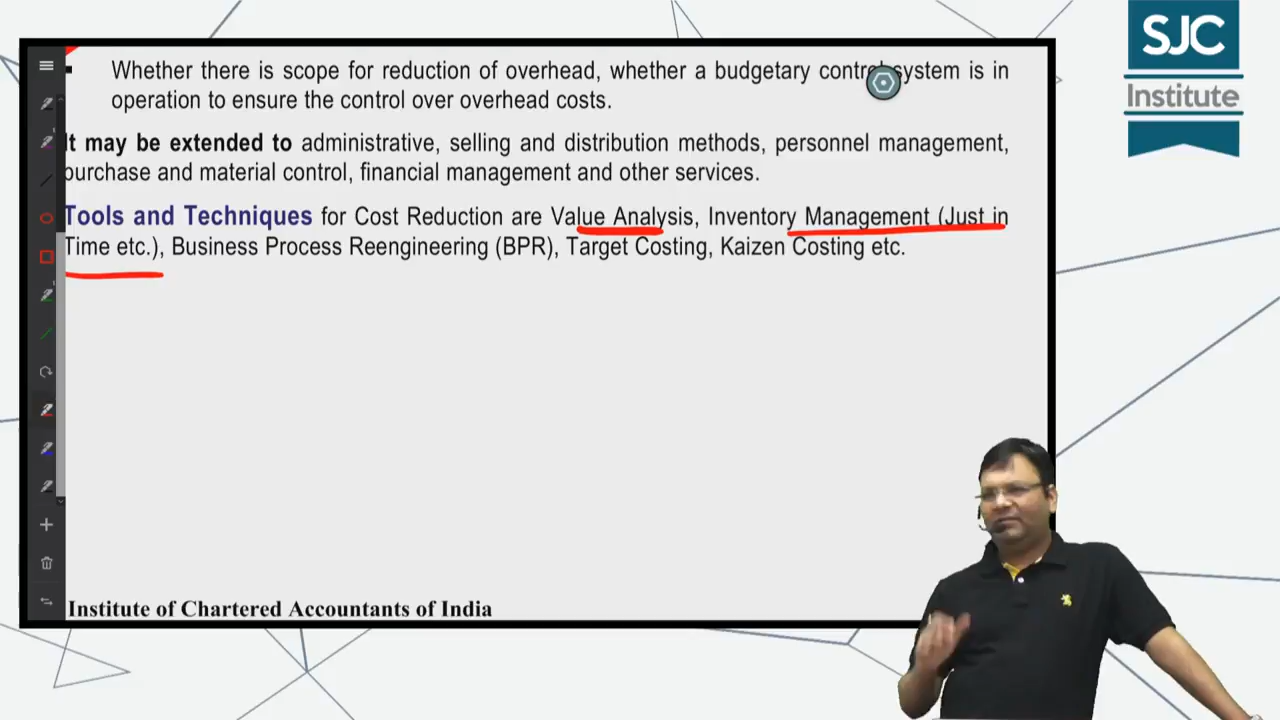 SJC
Institute
Whether there is scope for reduction of overhead, whether a budgetary control system is in
operation to ensure the control over overhead costs.
It may be extended to administrative, selling and distribution methods, personnel management,
purchase and material control, financial management and other services.
Tools and Techniques for Cost Reduction are Value Analysis, Inventory Management (Just in
Time etc.), Business Process Reengineering (BPR), Target Costing, Kaizen Costing etc.
Institute of Chartered Accountants of India